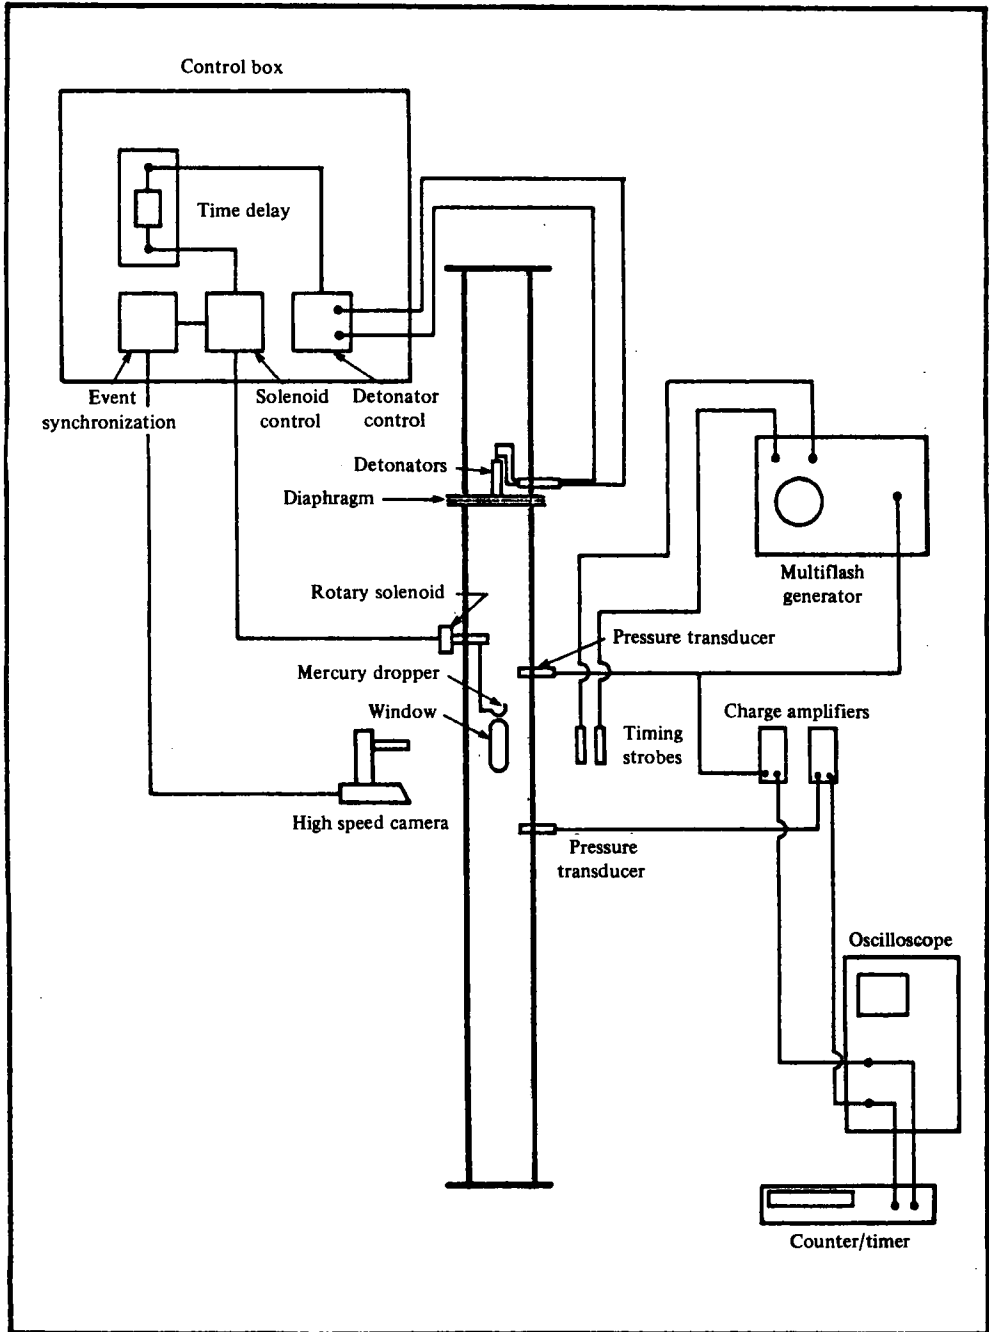 Control box
Time delay
Event
synchronization
Solenoid
control
Detonator
control
Detonators
Diaphragm
Multiflash
generator
Rotary solenoid
Pressure transducer
Mercury dropper
Window
Charge amplifiers
Timing
strobes
High speed camera
Pressure
transducer
Oscilloscope
Counter/timer